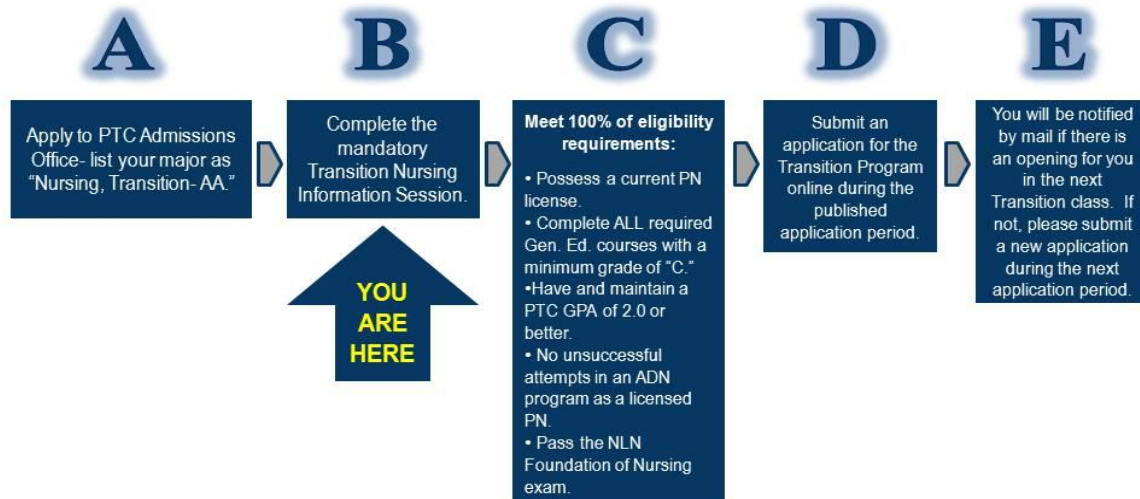 A
B
C
D
E
Apply to PTC Admissions
Office- list your major as
“Nursing, Transition- AA.”
Complete the
mandatory
Transition Nursing
Information Session.
YOU
ARE
HERE
Meet 100% of eligibility
requirements:
• Possess a current PN
license.
• Complete ALL required
Gen. Ed. courses with a
minimum grade of “C.”
•Have and maintain a
PTC GPA of 2.0 or
better.
• No unsuccessful
attempts in an ADN
program as a licensed
PN.
• Pass the NLN
Foundation of Nursing
exam.
Submit an
application for the
Transition Program
online during the
published
application period.
You will be notified
by mail if there is
an opening for you
in the next
Transition class.  If
not, please submit
a new application
during the next
application period.